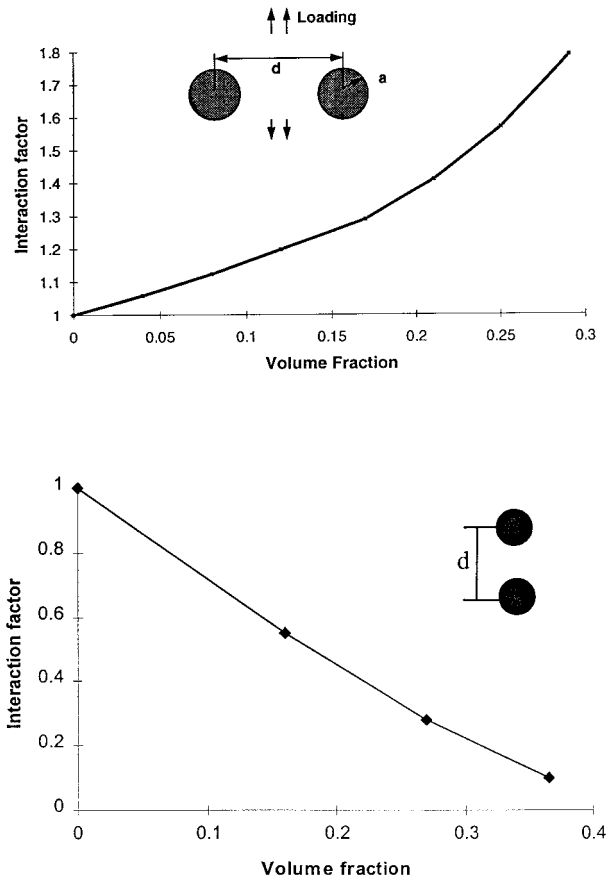 Loading
d
a
1.8
1.7
1.6
1.5
1.4
1.3
1.2
1.1
1
Interaction factor
0 0.05 0.1 0.15 0.2 0.25 0.3
Volume Fraction
1
0.8
0.6
0.4
0.2
0
Interaction factor
d
0 0.1 0.2 0.3 0.4
Volume fraction